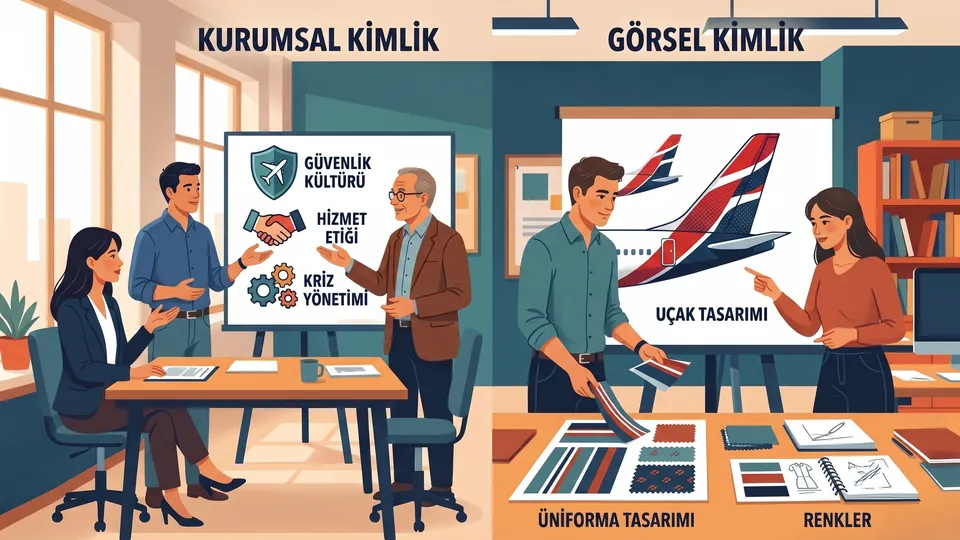 KURUMSAL KİMLİK
GÜVENLİK
KÜLTÜRÜ
HİZMET
ETİĞİ
KRİZ
YÖNETİMİ
GÖRSEL KİMLİK
UÇAK TASARIMI
ÜNİFORMA TASARIMI
RENKLER